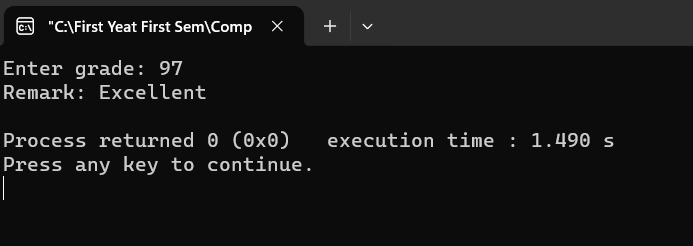 "C:\First Yeat First Sem\Comp
Enter grade: 97
Remark: Excellent
Process returned 0 (0x0)   execution time : 1.490 s
Press any key to continue.